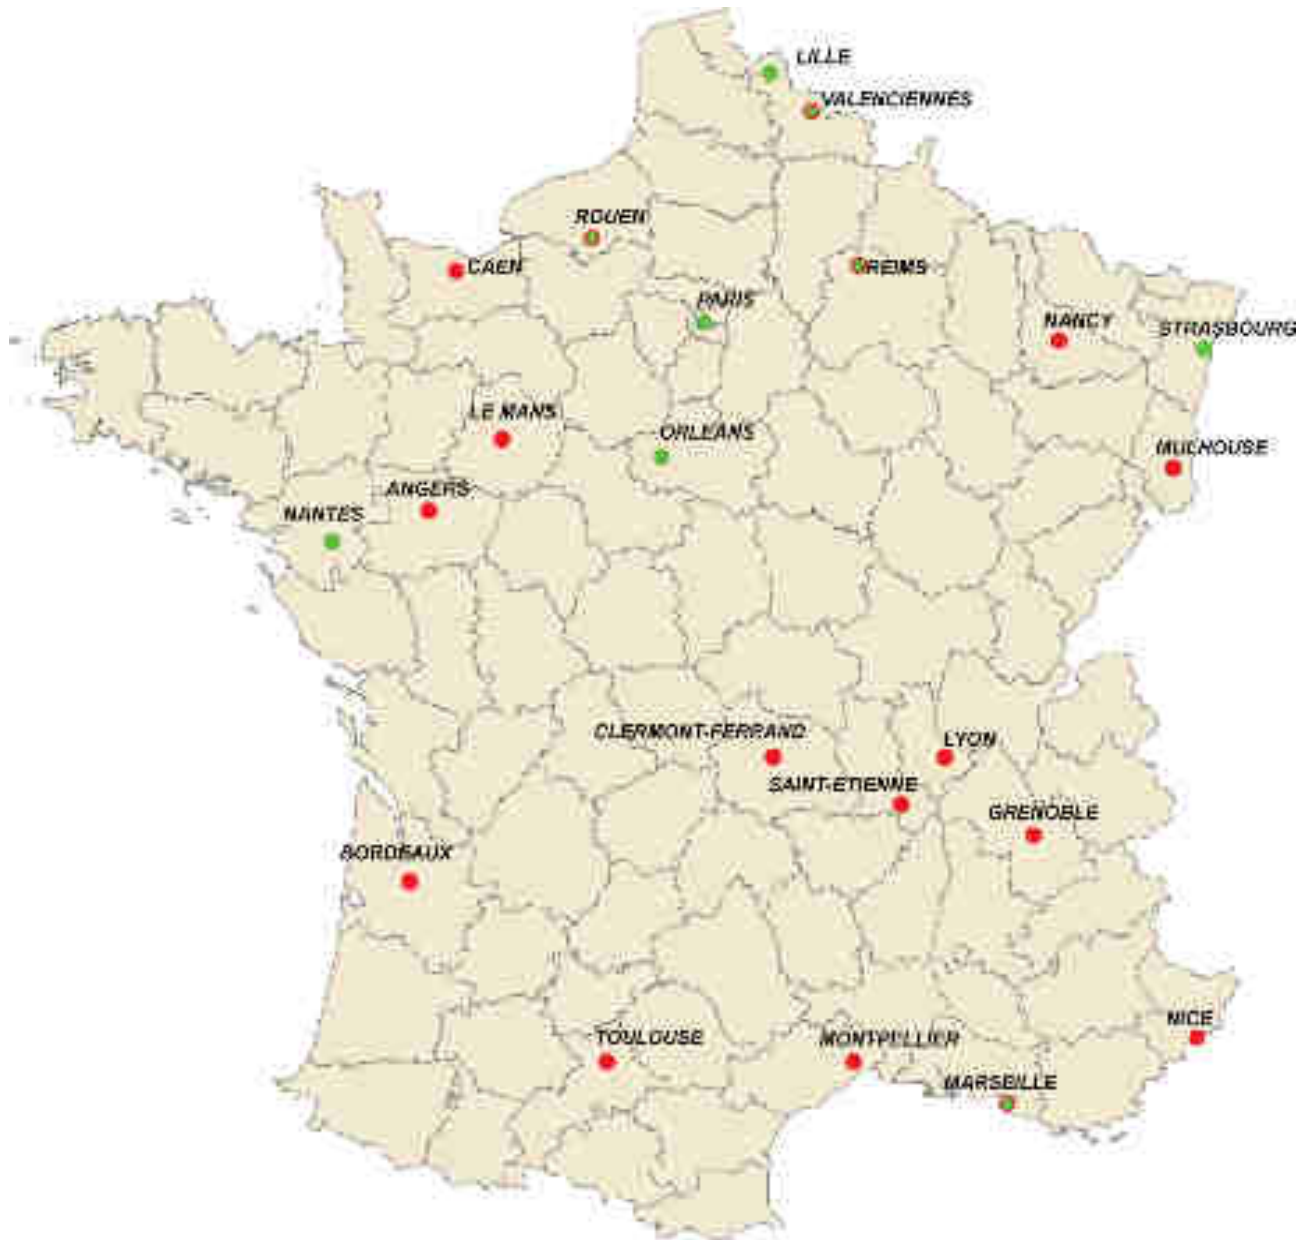 LILLE
VALENCIENNES
ROUEN
CAEN
REIMS
PARIS
NANCY
STRASBOURG
LE MANS
ORLEANS
MULHOUSE
ANGERS
NANTES
CLERMONT-FERRAND
LYON
SAINT-ETIENNE
GRENOBLE
BORDEAUX
NICE
TOULOUSE
MONTPELLIER
MARSEILLE